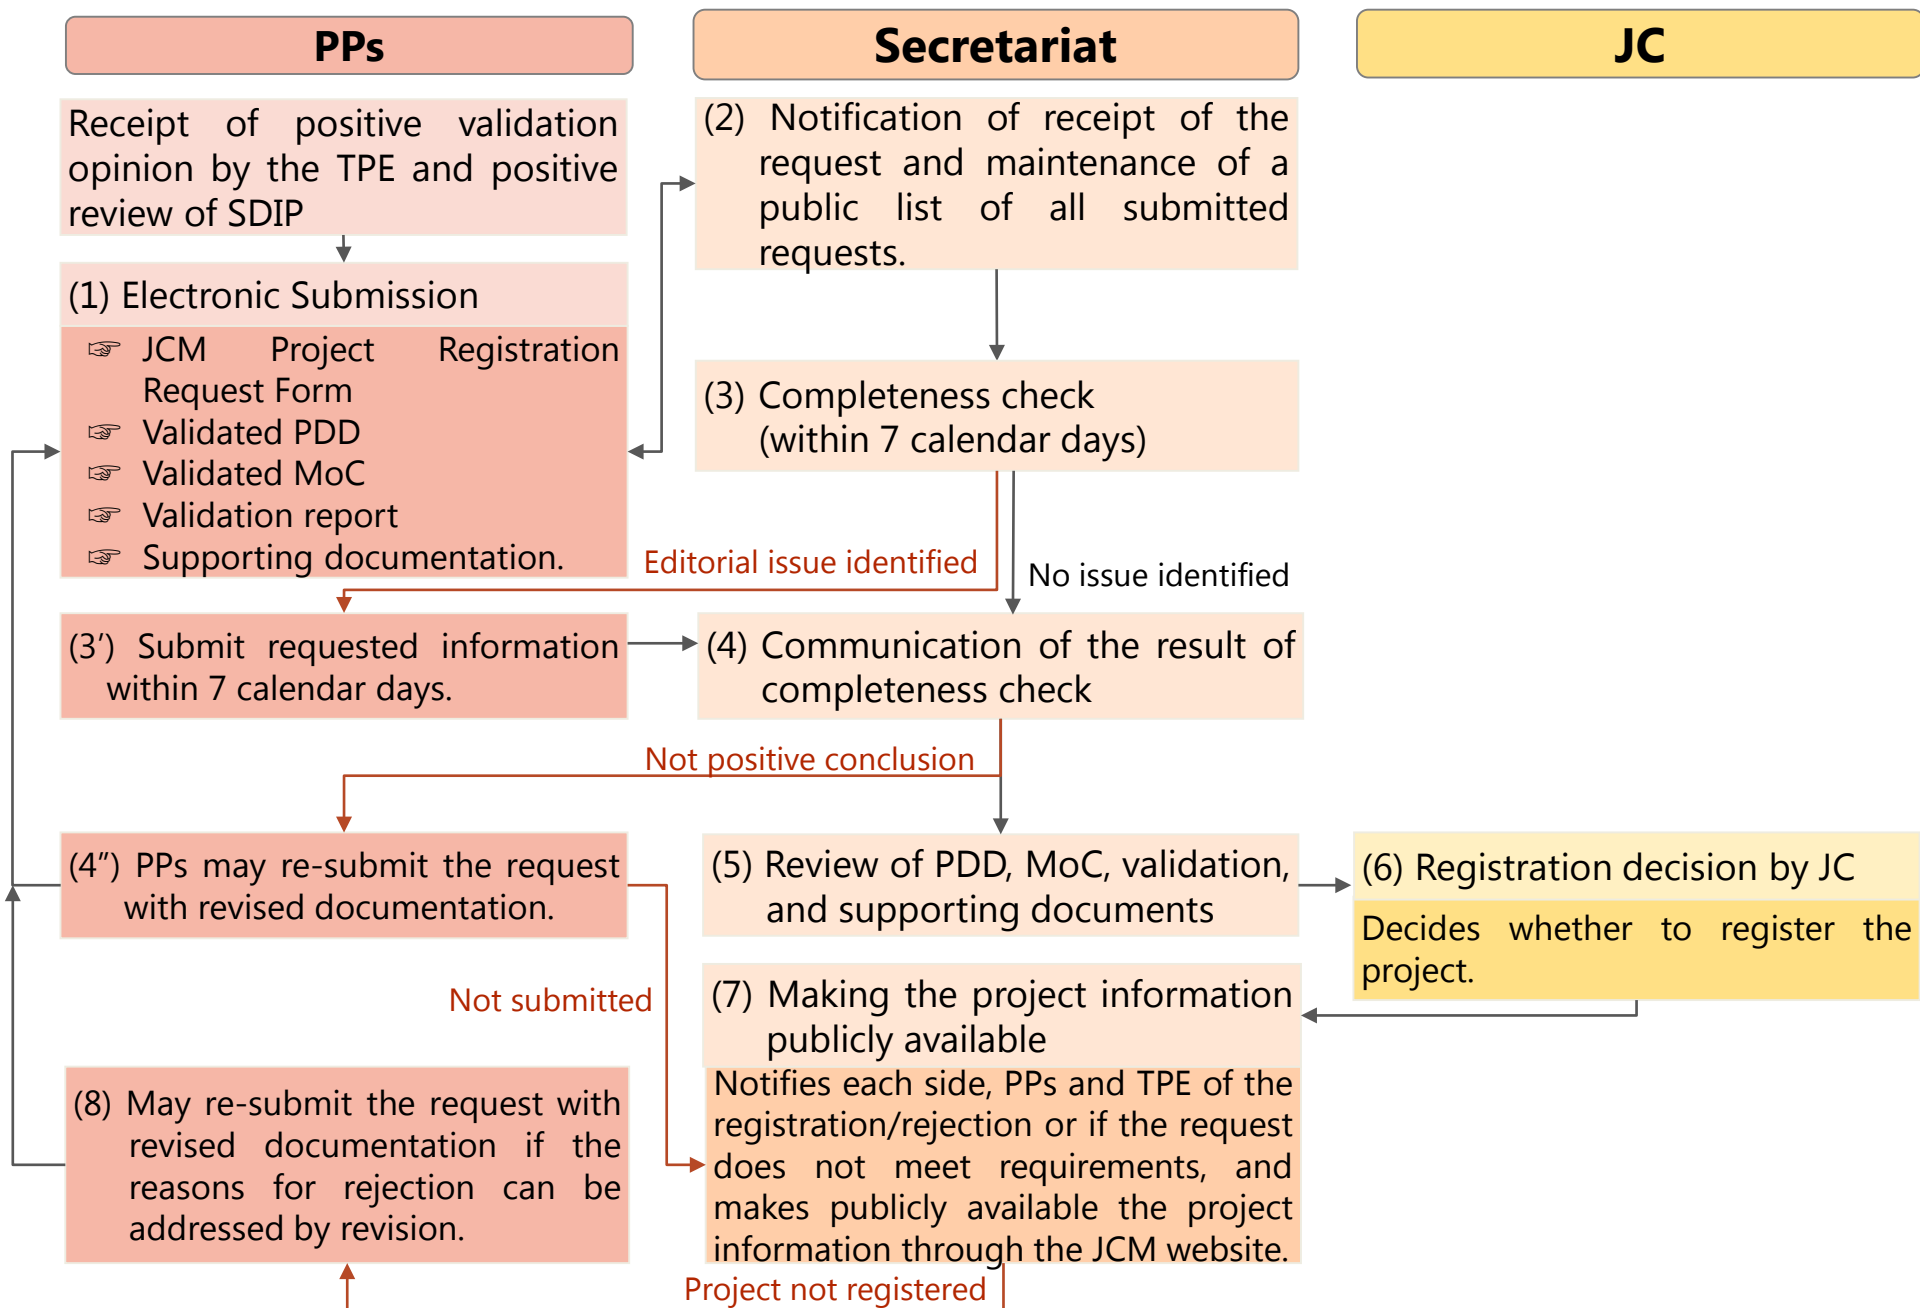 PPs
Secretariat
JC
Receipt of positive validation
opinion by the TPE and positive
review of SDIP
(1) Electronic Submission
☞ JCM Project Registration
Request Form
☞ Validated PDD
☞ Validated MoC
☞ Validation report
☞ Supporting documentation.
(2) Notification of receipt of the
request and maintenance of a
public list of all submitted
requests.
(3) Completeness check
(within 7 calendar days)
Editorial issue identified
No issue identified
(3′) Submit requested information
within 7 calendar days.
(4) Communication of the result of
completeness check
Not positive conclusion
(4″) PPs may re-submit the request
with revised documentation.
(5) Review of PDD, MoC, validation,
and supporting documents
(6) Registration decision by JC
Decides whether to register the
project.
Not submitted
(7) Making the project information
publicly available
Notifies each side, PPs and TPE of the
registration/rejection or if the request
does not meet requirements, and
makes publicly available the project
information through the JCM website.
(8) May re-submit the request with
revised documentation if the
reasons for rejection can be
addressed by revision.
Project not registered